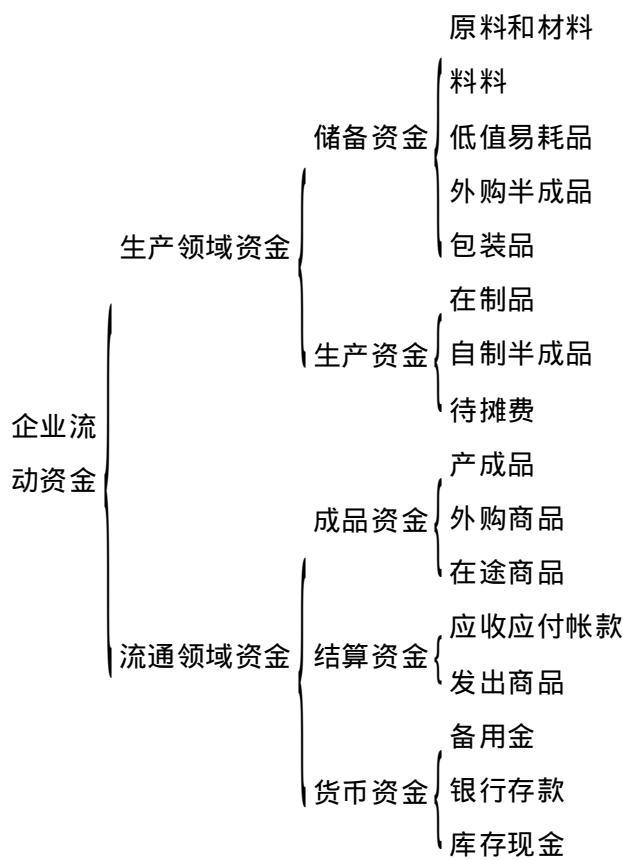 原料和材料
料料
储备资金
低值易耗品
外购半成品
生产领域资金
包装品
在制品
生产资金
自制半成品
待摊费
企业流
动资金
产成品
成品资金
外购商品
在途商品
应收应付帐款
流通领域资金
结算资金
发出商品
备用金
货币资金
银行存款
库存现金